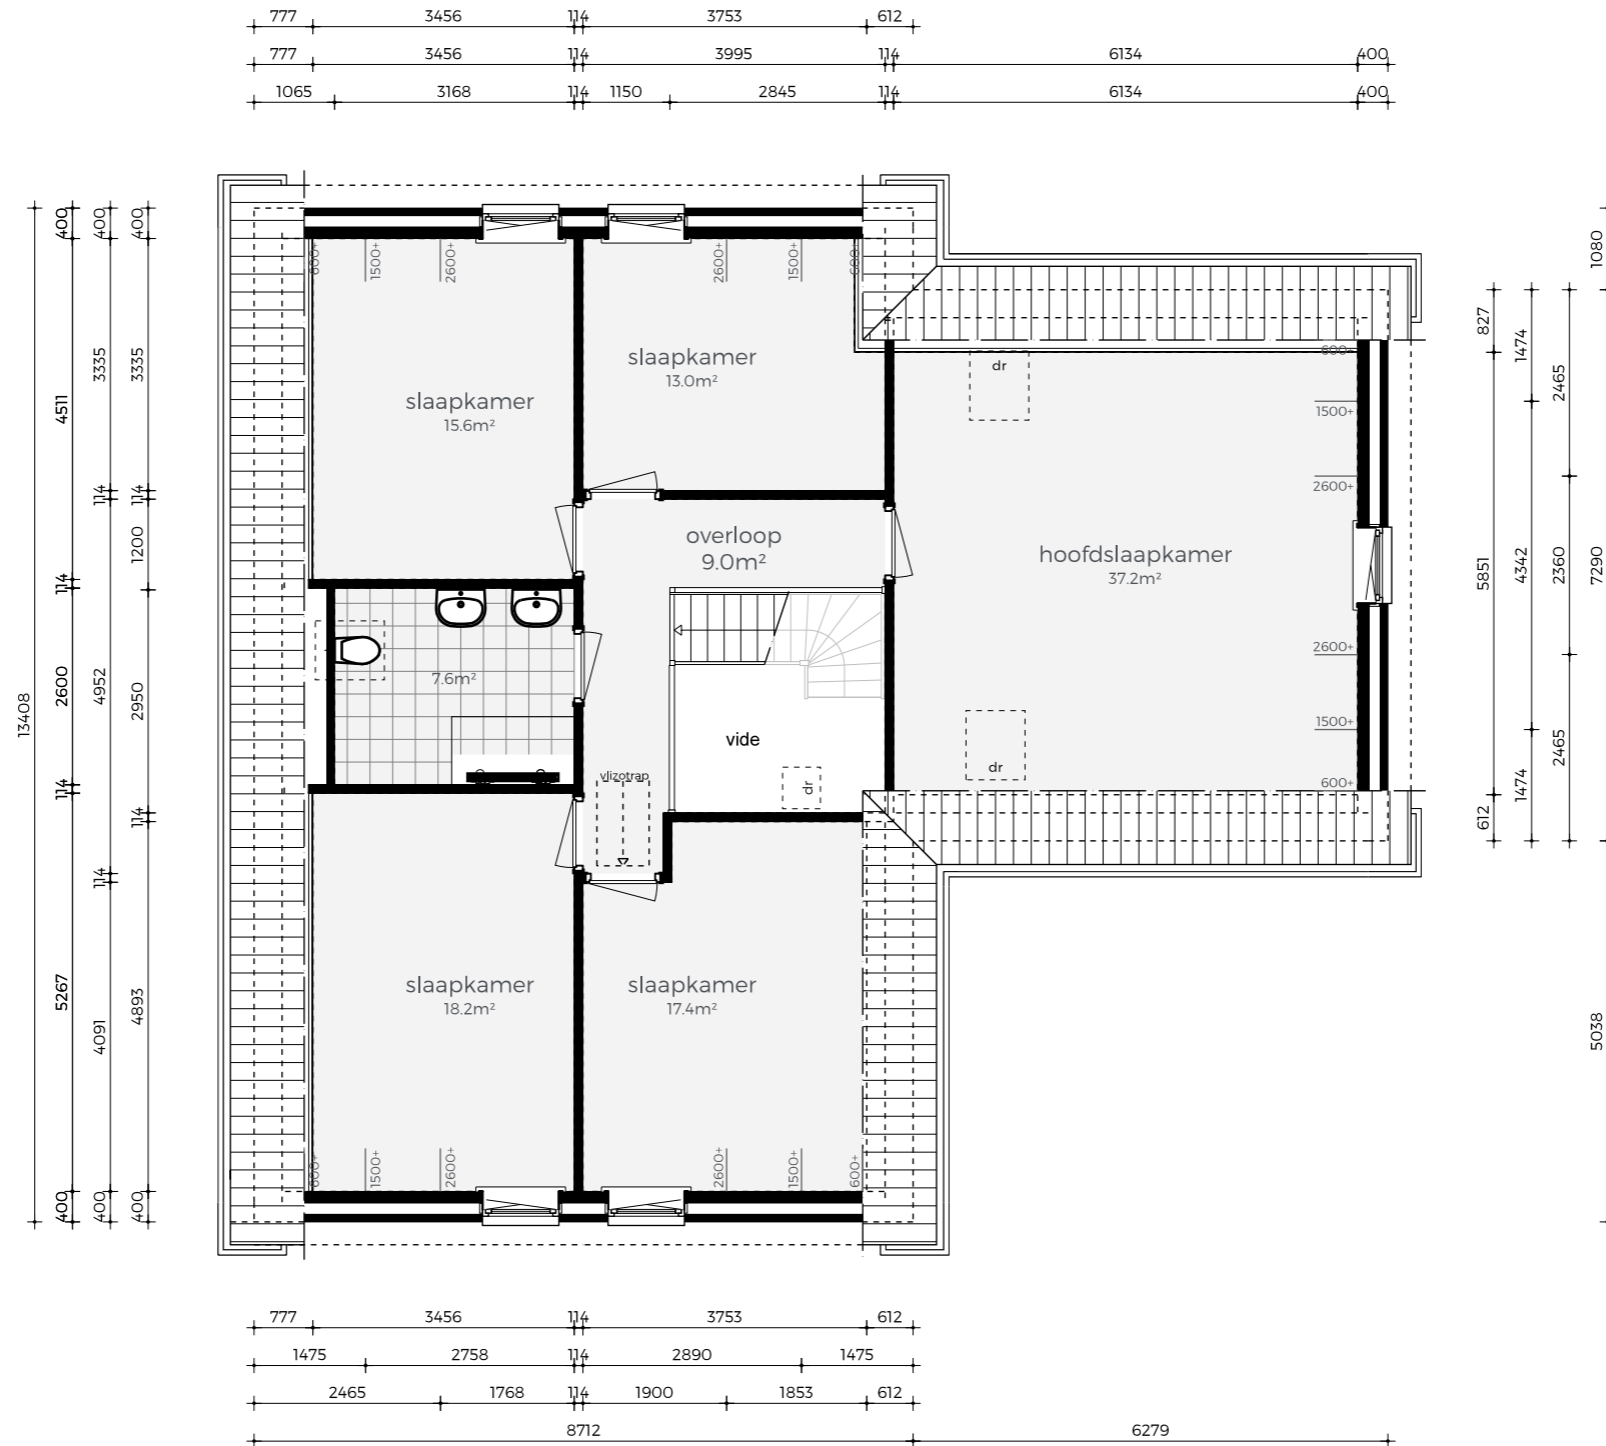 777 3456 114 3753 612
777 3456 114 3995 114 6134 400
1065 3168 114 1150 2845 114 6134 400
13408
400 4511 114 2600 114 5267 400
400 3335 114 4952 114 4091 400
400 3335 114 1200 2950 114 4893 400
600+ 1500+ 2600+
2600+ 1500+ 600+
slaapkamer
15.6m²
slaapkamer
13.0m²
dr
600+
1500+
2600+
overloop
9.0m²
hoofdslaapkamer
37.2m²
7.6m²
vide
dr
vlizotrap
dr
2600+
1500+
600+
slaapkamer
18.2m²
slaapkamer
17.4m²
600+ 1500+ 2600+
2600+ 1500+ 600+
827 5851 612
1474 4342 1474
2465 2360 2465
1080 7290 5038
777 3456 114 3753 612
1475 2758 114 2890 1475
2465 1768 114 1900 1853 612
8712 6279